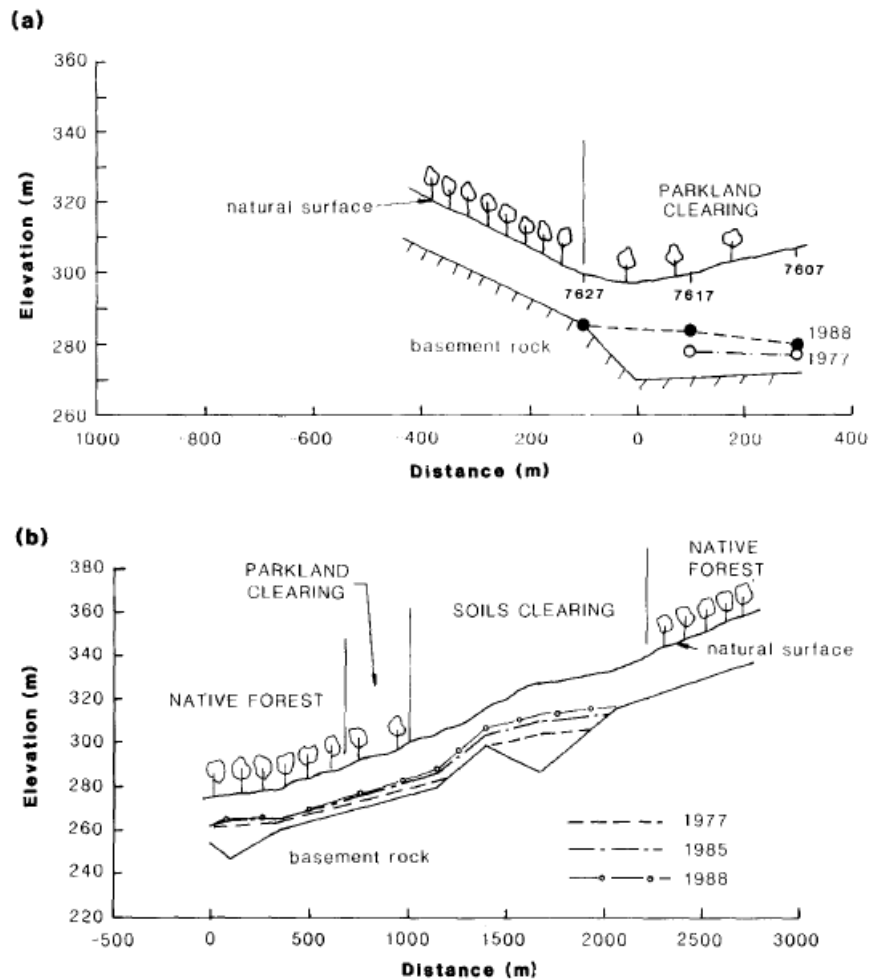 (a)
360
340
320
300
280
260
Elevation (m)
natural surface
PARKLAND
CLEARING
7607
7627
7617
basement rock
1988
1977
1000
-800
-600
-400
-200
0
200
400
Distance (m)
(b)
380
360
340
320
300
280
260
240
220
Elevation (m)
NATIVE
FOREST
PARKLAND
CLEARING
SOILS CLEARING
natural surface
NATIVE FOREST
basement rock
1977
1985
1988
-500
0
500
1000
1500
2000
2500
3000
Distance (m)